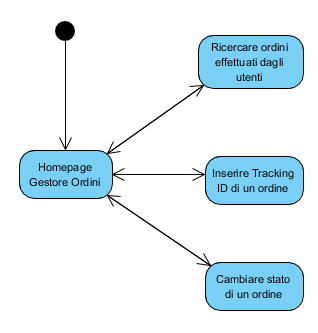 Ricercare ordini
effettuati dagli
utenti
Homepage
Gestore Ordini
Inserire Tracking
ID di un ordine
Cambiare stato
di un ordine